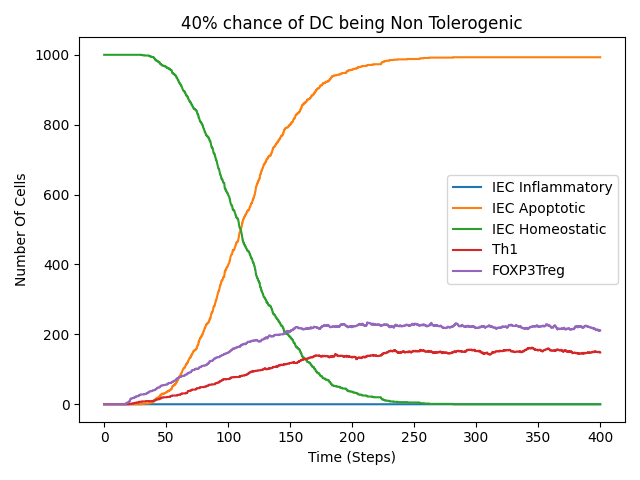 40% chance of DC being Non Tolerogenic
Number Of Cells
1000
800
600
400
200
0
IEC Inflammatory
IEC Apoptotic
IEC Homeostatic
Th1
FOXP3Treg
0 50 100 150 200 250 300 350 400
Time (Steps)